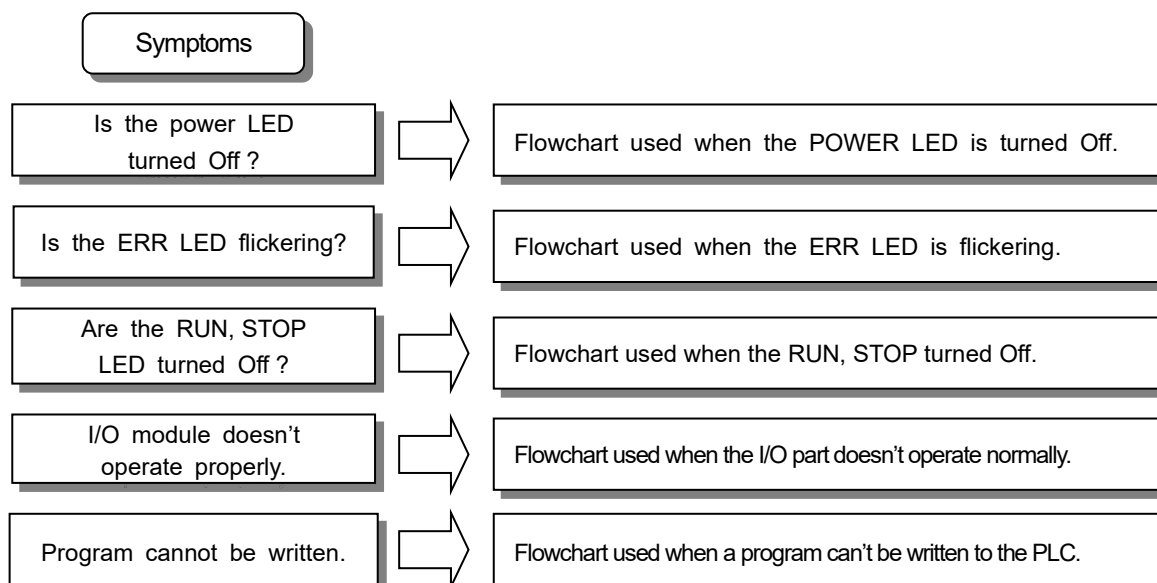 Symptoms
Is the power LED
turned Off ?
Flowchart used when the POWER LED is turned Off.
Is the ERR LED flickering?
Flowchart used when the ERR LED is flickering.
Are the RUN, STOP
LED turned Off ?
Flowchart used when the RUN, STOP turned Off.
I/O module doesn't
operate properly.
Flowchart used when the I/O part doesn't operate normally.
Program cannot be written.
Flowchart used when a program can't be written to the PLC.